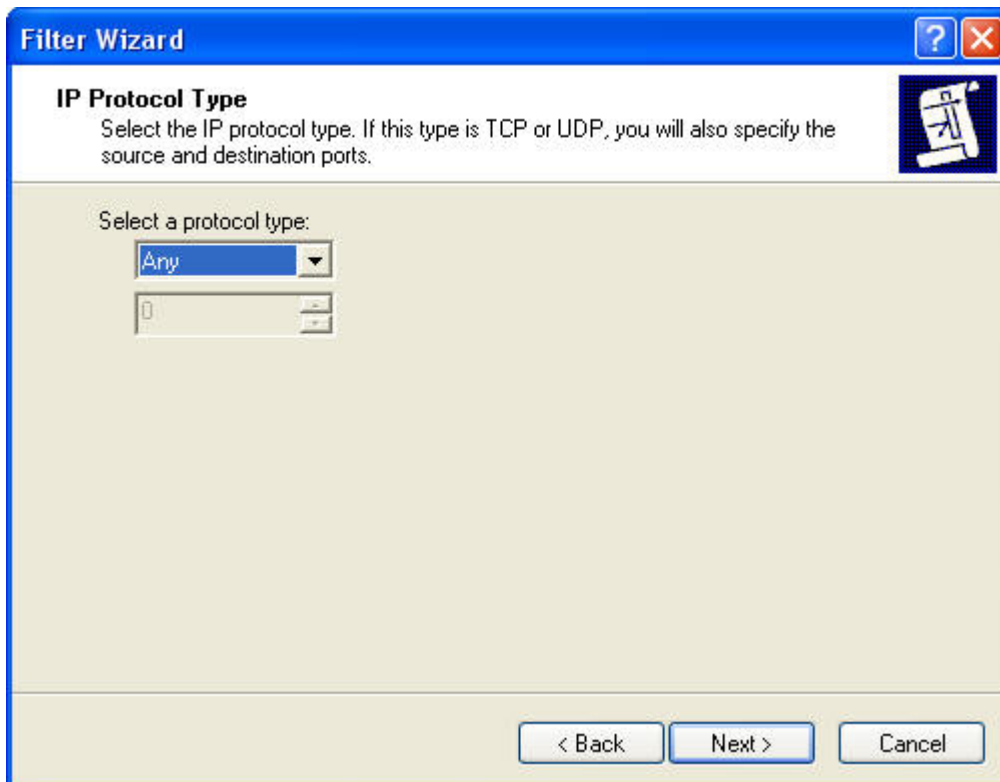 Filter Wizard
IP Protocol Type
Select the IP protocol type. If this type is TCP or UDP, you will also specify the
source and destination ports.
Select a protocol type:
Any
0
< Back
Next >
Cancel